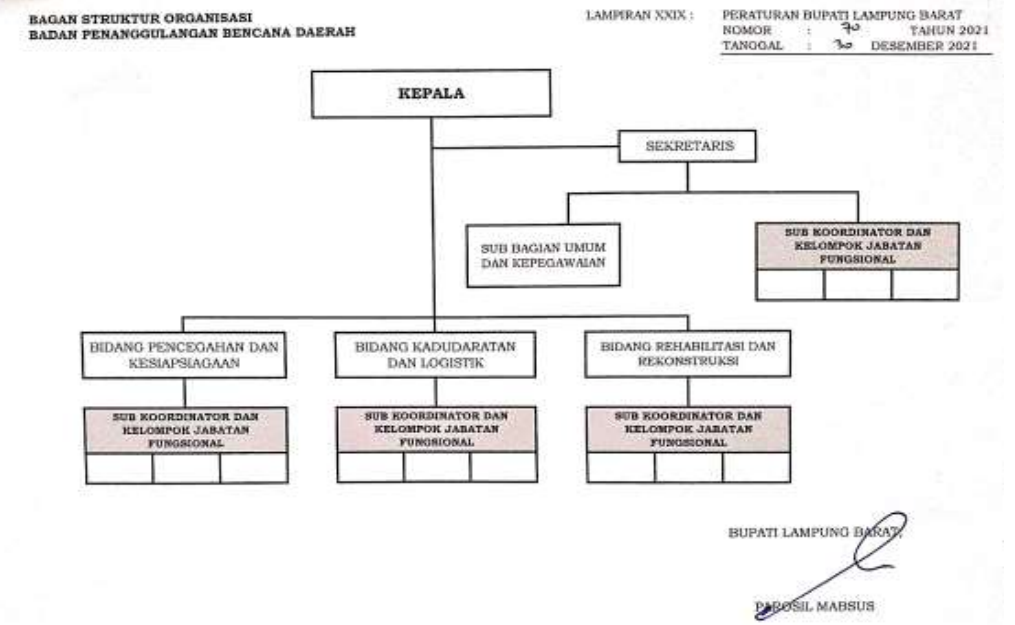 BAGAN STRUKTUR ORGANISASI
BADAN PENANGGULANGAN BENCANA DAERAH
LAMPIRAN XXIX : PERATURAN BUPATI LAMPUNG BARAT
NOMOR : 70 TAHUN 2021
TANGGAL : 30 DESEMBER 2021
KEPALA
SEKRETARIS
SUB BAGIAN UMUM
DAN KEPEGAWAIAN
SUB KOORDINATOR DAN
KELOMPOK JABATAN
FUNGSIONAL
BIDANG PENCEGAHAN DAN
KESIAPSIAGAAN
BIDANG KADUDARATAN
DAN LOGISTIK
BIDANG REHABILITASI DAN
REKONSTRUKSI
SUB KOORDINATOR DAN
KELOMPOK JABATAN
FUNGSIONAL
SUB KOORDINATOR DAN
KELOMPOK JABATAN
FUNGSIONAL
SUB KOORDINATOR DAN
KELOMPOK JABATAN
FUNGSIONAL
BUPATI LAMPUNG BARAT,
PAROSIL MABSUS